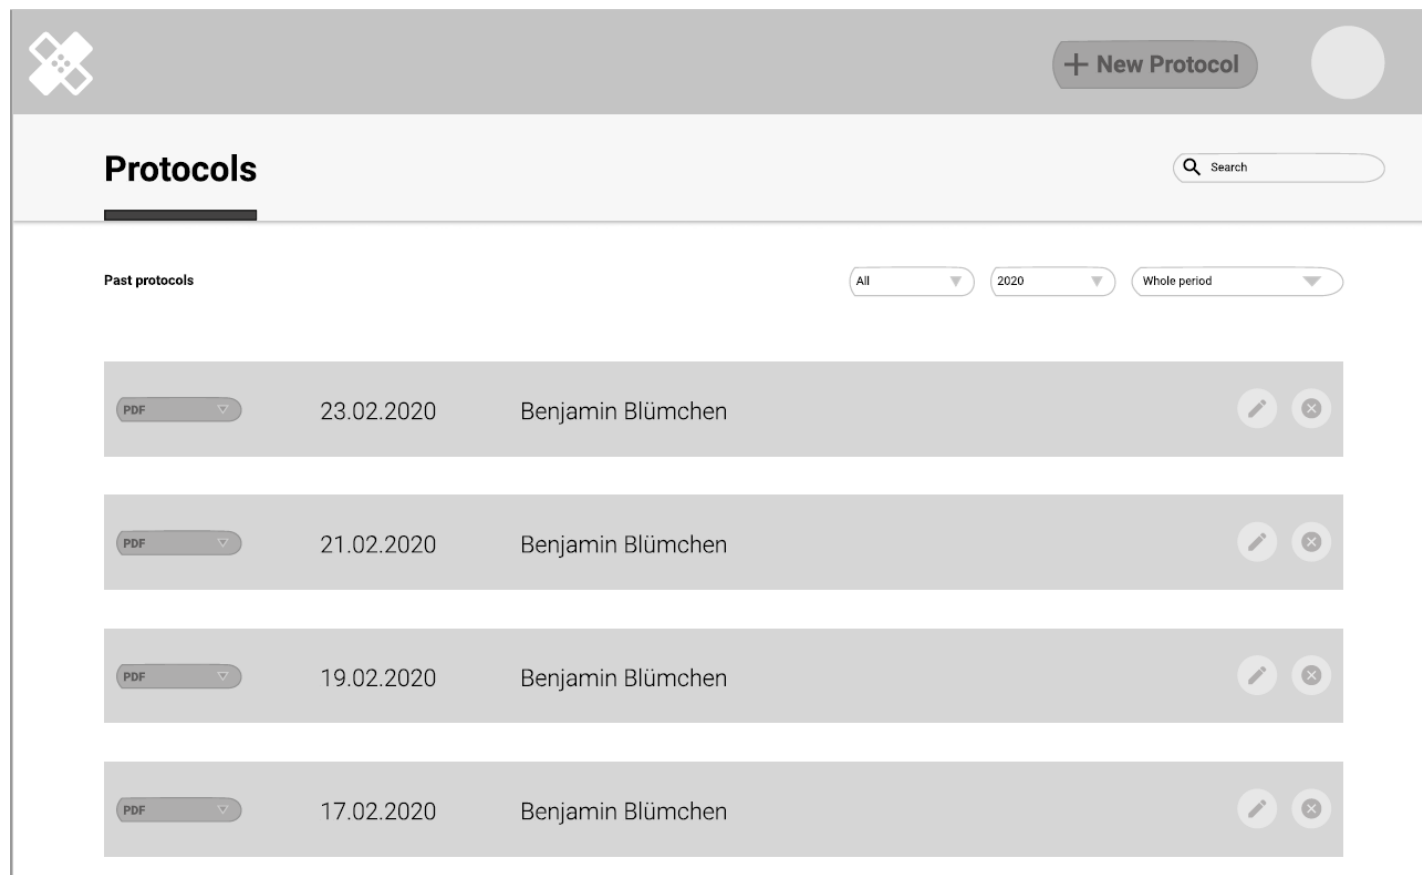 + New Protocol
Protocols
Search
Past protocols
All
2020
Whole period
PDF
23.02.2020
Benjamin Blümchen
PDF
21.02.2020
Benjamin Blümchen
PDF
19.02.2020
Benjamin Blümchen
PDF
17.02.2020
Benjamin Blümchen